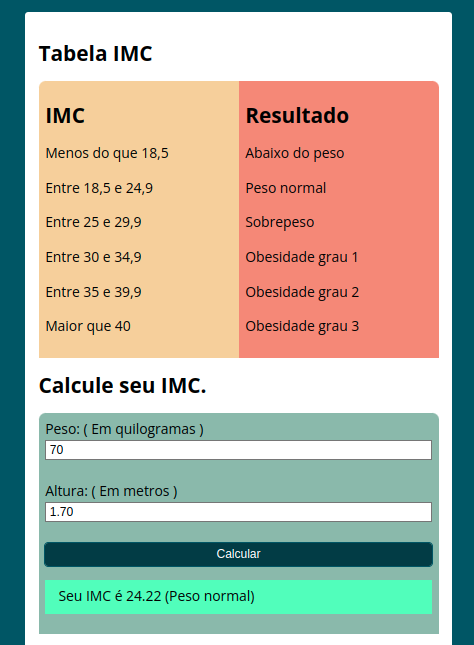 Tabela IMC
IMC Resultado
Menos do que 18,5 Abaixo do peso
Entre 18,5 e 24,9 Peso normal
Entre 25 e 29,9 Sobrepeso
Entre 30 e 34,9 Obesidade grau 1
Entre 35 e 39,9 Obesidade grau 2
Maior que 40 Obesidade grau 3
Calcule seu IMC.
Peso: ( Em quilogramas )
70
Altura: ( Em metros )
1.70
Calcular
Seu IMC é 24.22 (Peso normal)